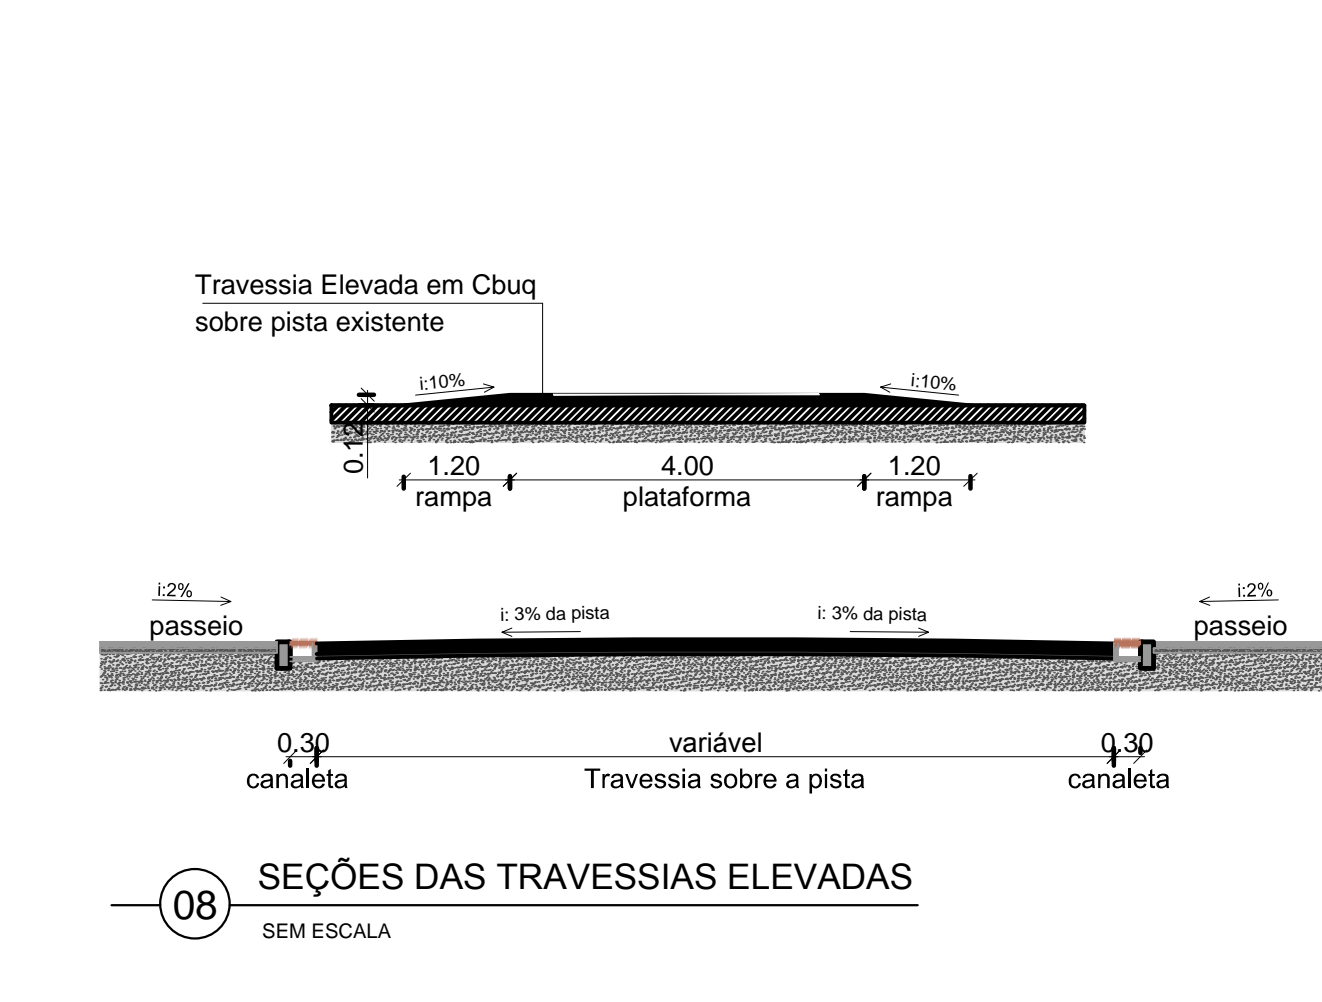 Travessia Elevada em Cbuq
sobre pista existente
i:10%
i:10%
0.12
1.20
4.00
1.20
rampa
plataforma
rampa
i:2%
i:2%
i: 3% da pista
i: 3% da pista
passeio
passeio
0.30
variável
0.30
canaleta
Travessia sobre a pista
canaleta
08
SEÇÕES DAS TRAVESSIAS ELEVADAS
SEM ESCALA